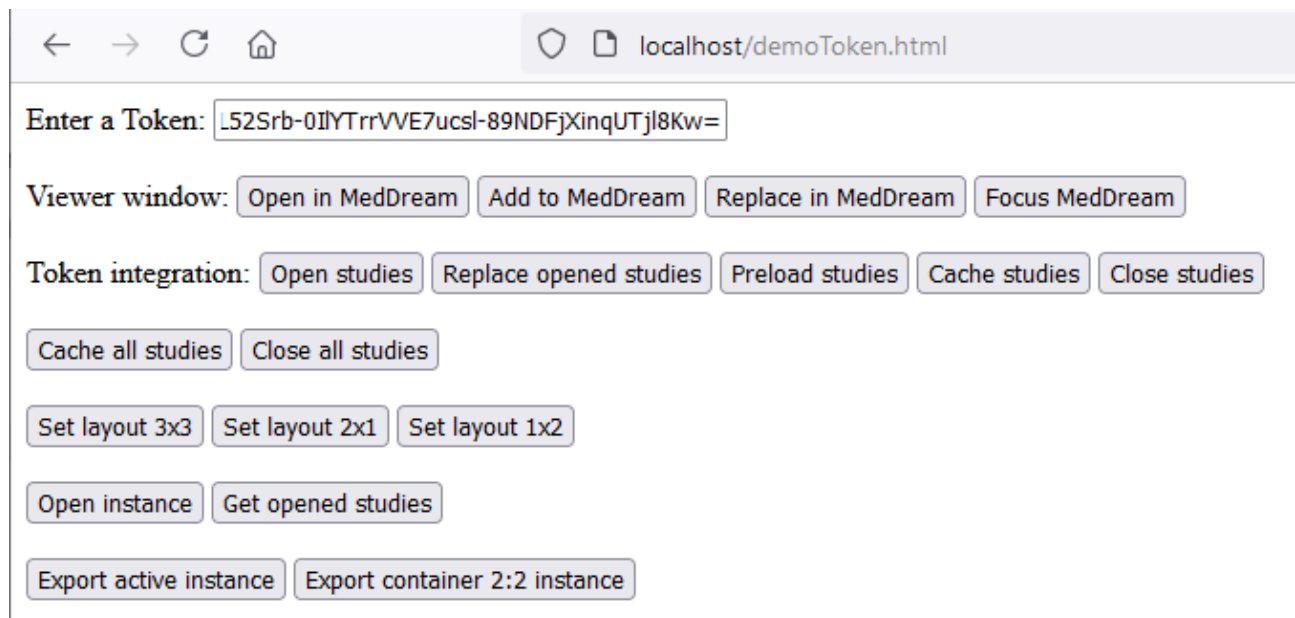 localhost/demoToken.html
Enter a Token: L52Srb-0IlYTrrVVE7ucsl-89NDFjXinqUTjl8Kw=
Viewer window: Open in MedDream Add to MedDream Replace in MedDream Focus MedDream
Token integration: Open studies Replace opened studies Preload studies Cache studies Close studies
Cache all studies Close all studies
Set layout 3x3 Set layout 2x1 Set layout 1x2
Open instance Get opened studies
Export active instance Export container 2:2 instance